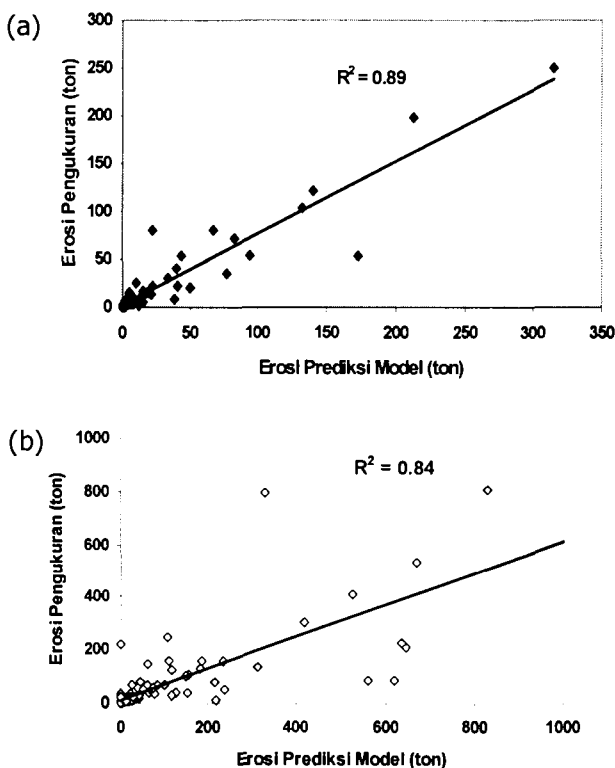 (a)
300
250
200
150
100
50
0
Erosi Pengukuran (ton)
R² = 0.89
0 50 100 150 200 250 300 350
Erosi Prediksi Model (ton)
(b)
1000
800
600
400
200
0
Erosi Pengukuran (ton)
R² = 0.84
0 200 400 600 800 1000
Erosi Prediksi Model (ton)